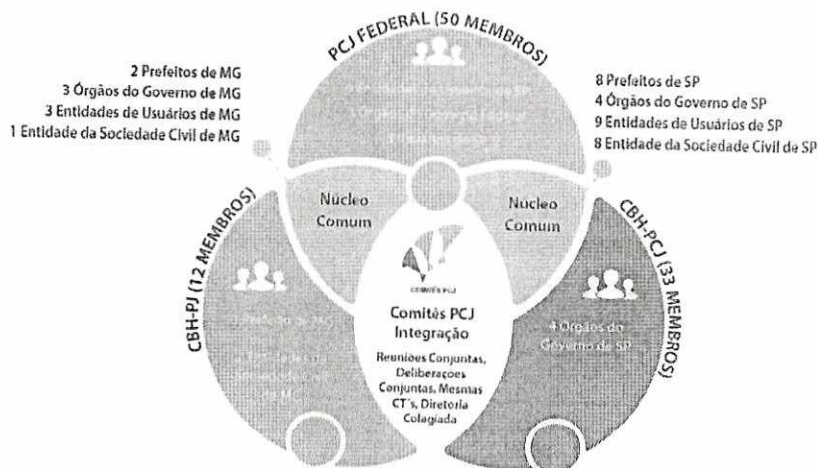 PCJ FEDERAL (50 MEMBROS)
2 Prefeitos de MG
3 Órgãos do Governo de MG
3 Entidades de Usuários de MG
1 Entidade da Sociedade Civil de MG
8 Prefeitos de SP
4 Órgãos do Governo de SP
9 Entidades de Usuários de SP
8 Entidade da Sociedade Civil de SP
Núcleo
Comum
Núcleo
Comum
CBH-PJ (12 MEMBROS)
CBH-PCJ (33 MEMBROS)
COMITÊS PCJ
Comitês PCJ
Integração
Reuniões Conjuntas,
Deliberações
Conjuntas, Mesmas
CT's, Diretoria
Colagiada
4 Órgãos do
Governo de SP